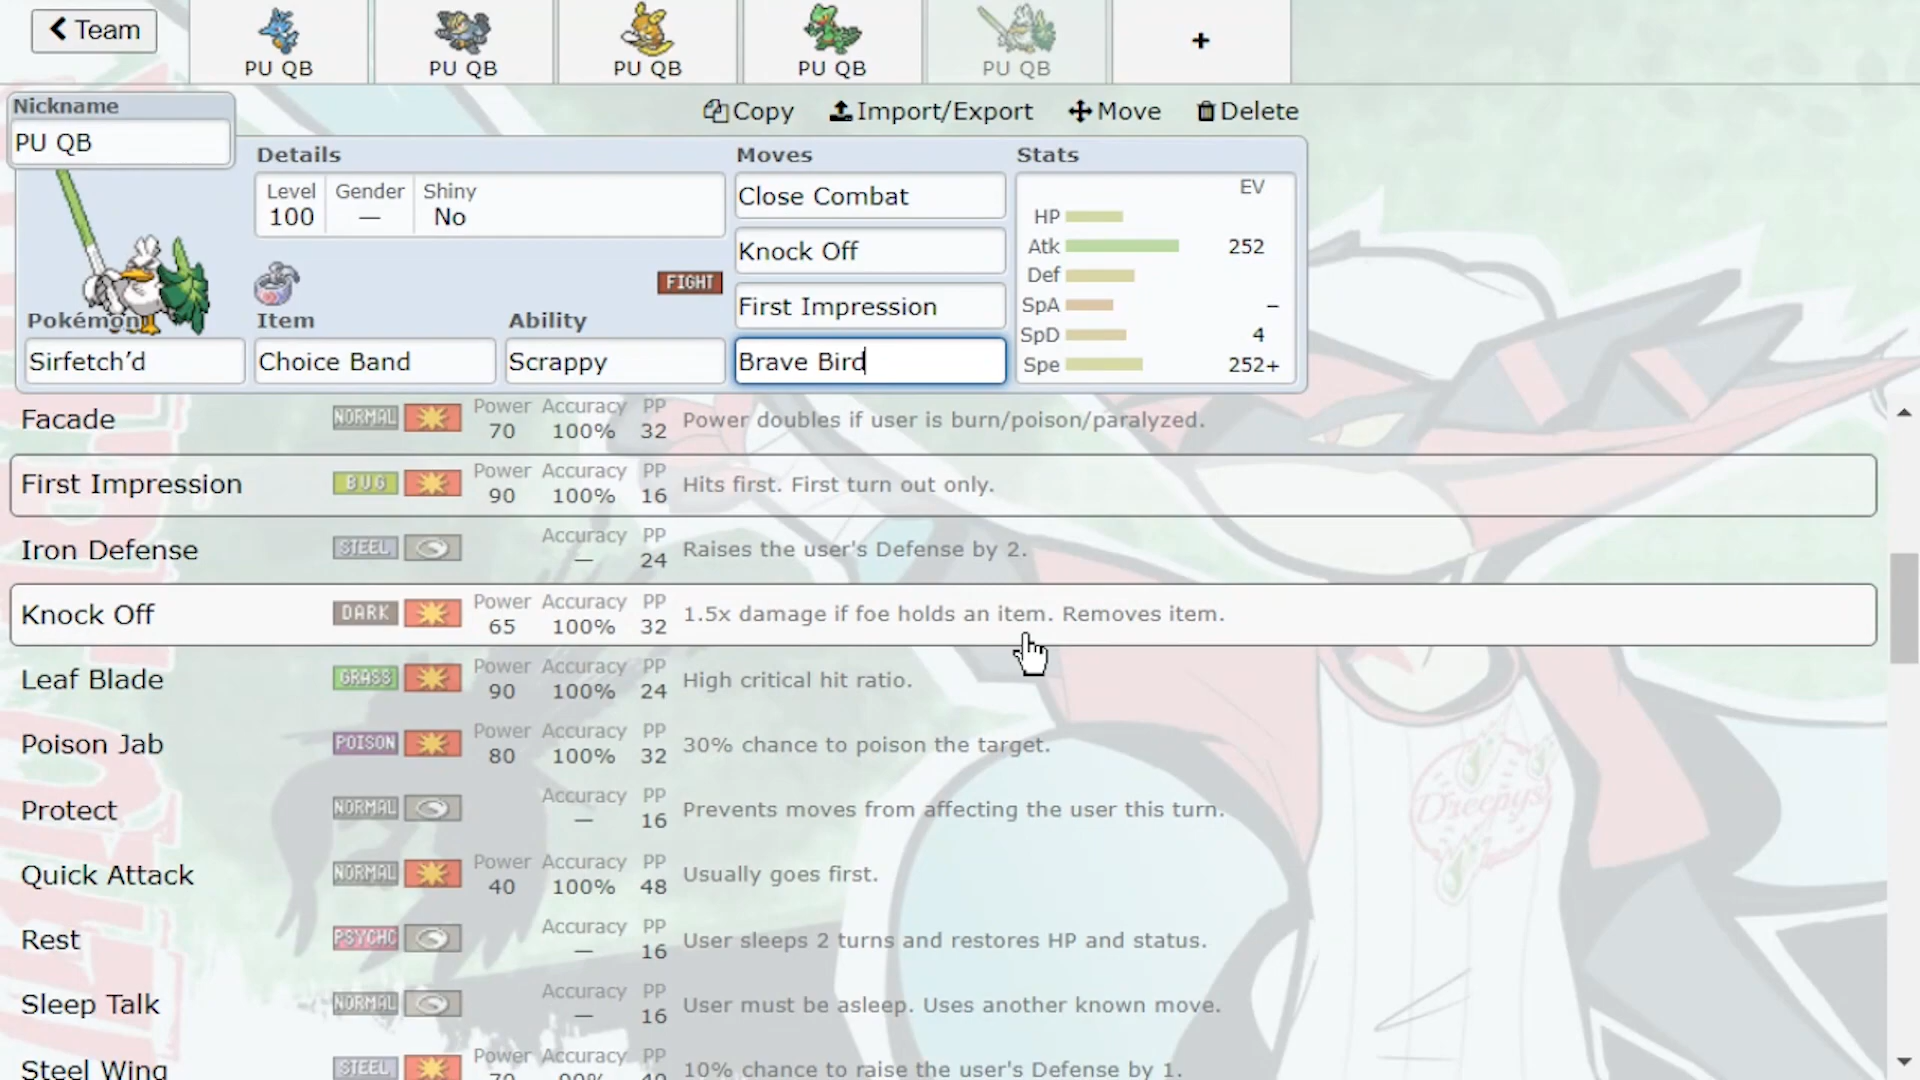 Team
PU QB
PU QB
PU QB
PU QB
PU QB
+
Nickname
PU QB
Copy
Import/Export
Move
Delete
Details
Level
100
Gender
—
Shiny
No
FIGHT
Pokémon
Sirfetch’d
Item
Choice Band
Ability
Scrappy
Moves
Close Combat
Knock Off
First Impression
Brave Bird
Stats
EV
HP
Atk 252
Def
SpA –
SpD 4
Spe 252+
Facade NORMAL Power 70 Accuracy 100% PP 32 Power doubles if user is burn/poison/paralyzed.
First Impression BUG Power 90 Accuracy 100% PP 16 Hits first. First turn out only.
Iron Defense STEEL Accuracy — PP 24 Raises the user's Defense by 2.
Knock Off DARK Power 65 Accuracy 100% PP 32 1.5x damage if foe holds an item. Removes item.
Leaf Blade GRASS Power 90 Accuracy 100% PP 24 High critical hit ratio.
Poison Jab POISON Power 80 Accuracy 100% PP 32 30% chance to poison the target.
Protect NORMAL Accuracy — PP 16 Prevents moves from affecting the user this turn.
Quick Attack NORMAL Power 40 Accuracy 100% PP 48 Usually goes first.
Rest PSYCHC Accuracy — PP 16 User sleeps 2 turns and restores HP and status.
Sleep Talk NORMAL Accuracy — PP 16 User must be asleep. Uses another known move.
Steel Wing STEEL Power Accuracy PP 10% chance to raise the user's Defense by 1.
Drecpys